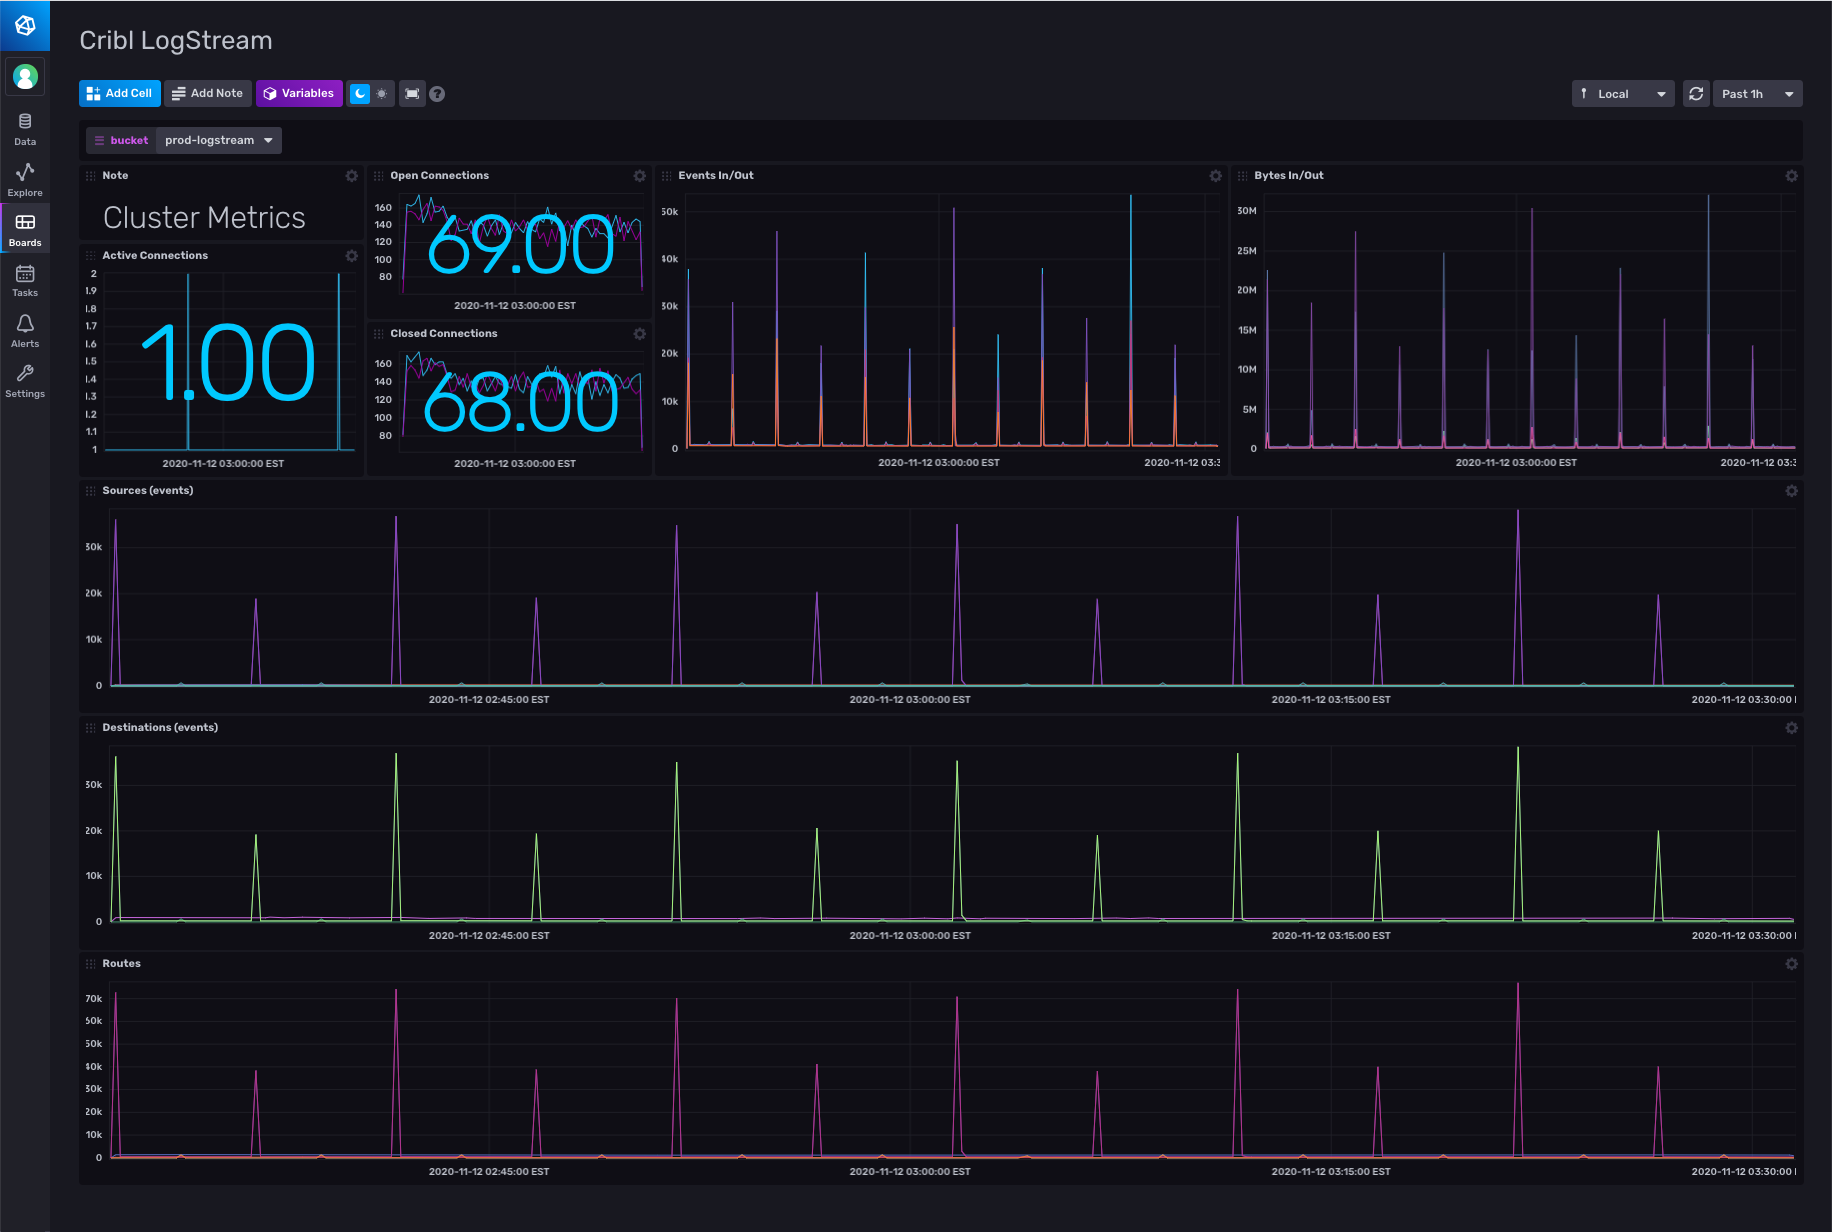 Cribl LogStream
Add Cell
Add Note
Variables
?
Local
Past 1h
Data
Explore
Boards
Tasks
Alerts
Settings
bucket
prod-logstream
Note
Cluster Metrics
Active Connections
2
1.9
1.8
1.7
1.6
1.5
1.4
1.3
1.2
1.1
1
1.00
2020-11-12 03:00:00 EST
Open Connections
160
140
120
100
80
69.00
2020-11-12 03:00:00 EST
Closed Connections
160
140
120
100
80
68.00
2020-11-12 03:00:00 EST
Events In/Out
50k
40k
30k
20k
10k
0
2020-11-12 03:00:00 EST
2020-11-12 03:3
Bytes In/Out
30M
25M
20M
15M
10M
5M
0
2020-11-12 03:00:00 EST
2020-11-12 03:3
Sources (events)
30k
20k
10k
0
2020-11-12 02:45:00 EST
2020-11-12 03:00:00 EST
2020-11-12 03:15:00 EST
2020-11-12 03:30:00
Destinations (events)
30k
20k
10k
0
2020-11-12 02:45:00 EST
2020-11-12 03:00:00 EST
2020-11-12 03:15:00 EST
2020-11-12 03:30:00
Routes
70k
60k
50k
40k
30k
20k
10k
0
2020-11-12 02:45:00 EST
2020-11-12 03:00:00 EST
2020-11-12 03:15:00 EST
2020-11-12 03:30:00